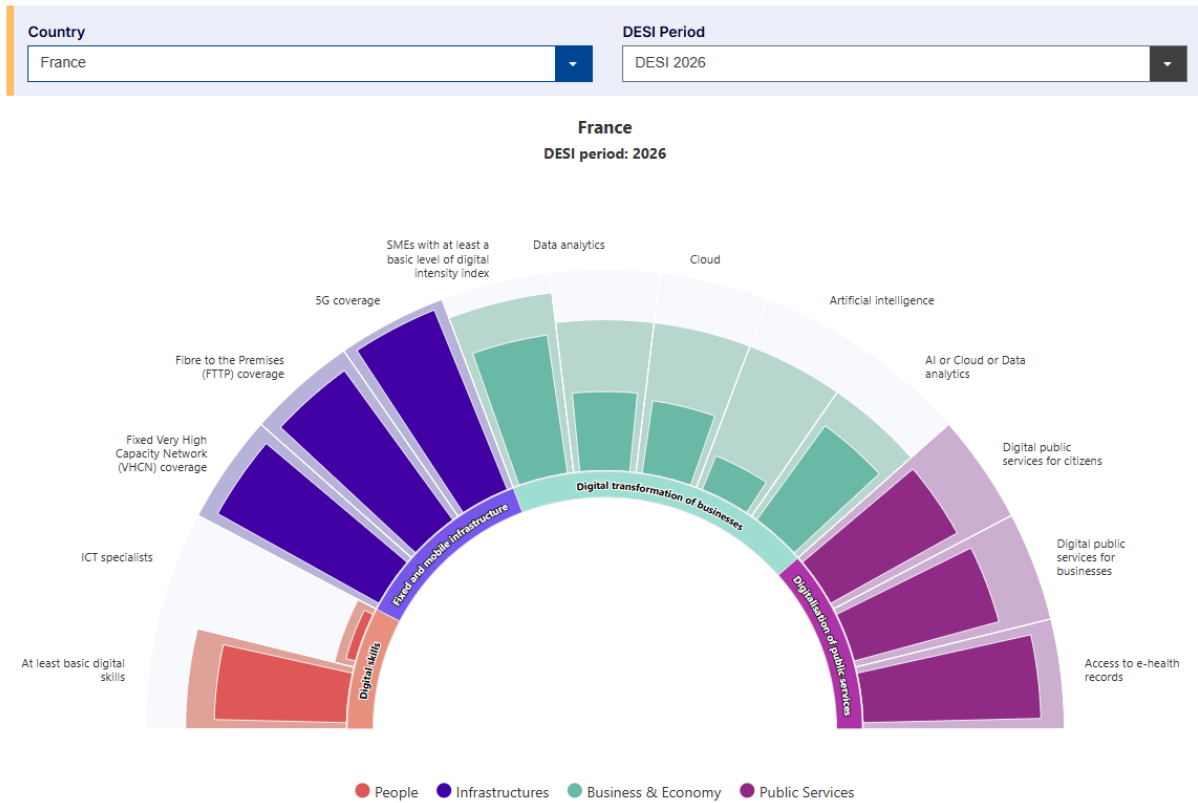 Country
France
DESI Period
DESI 2026
France
DESI period: 2026
SMEs with at least a
basic level of digital
intensity index
Data analytics
Cloud
5G coverage
Artificial intelligence
Fibre to the Premises
(FTTP) coverage
AI or Cloud or Data
analytics
Fixed Very High
Capacity Network
(VHCN) coverage
Digital public
services for citizens
ICT specialists
Digital public
services for
businesses
At least basic digital
skills
Access to e-health
records
Digital skills
Fixed and mobile infrastructure
Digital transformation of businesses
Digitalisation of public services
People
Infrastructures
Business & Economy
Public Services